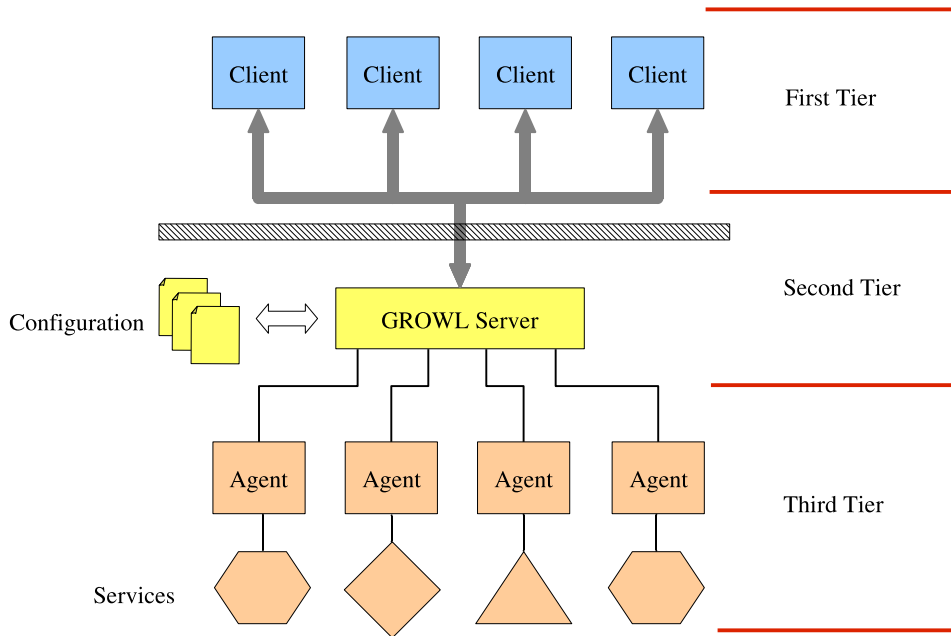 Client
Client
Client
Client
First Tier
Second Tier
Configuration
GROWL Server
Agent
Agent
Agent
Agent
Third Tier
Services